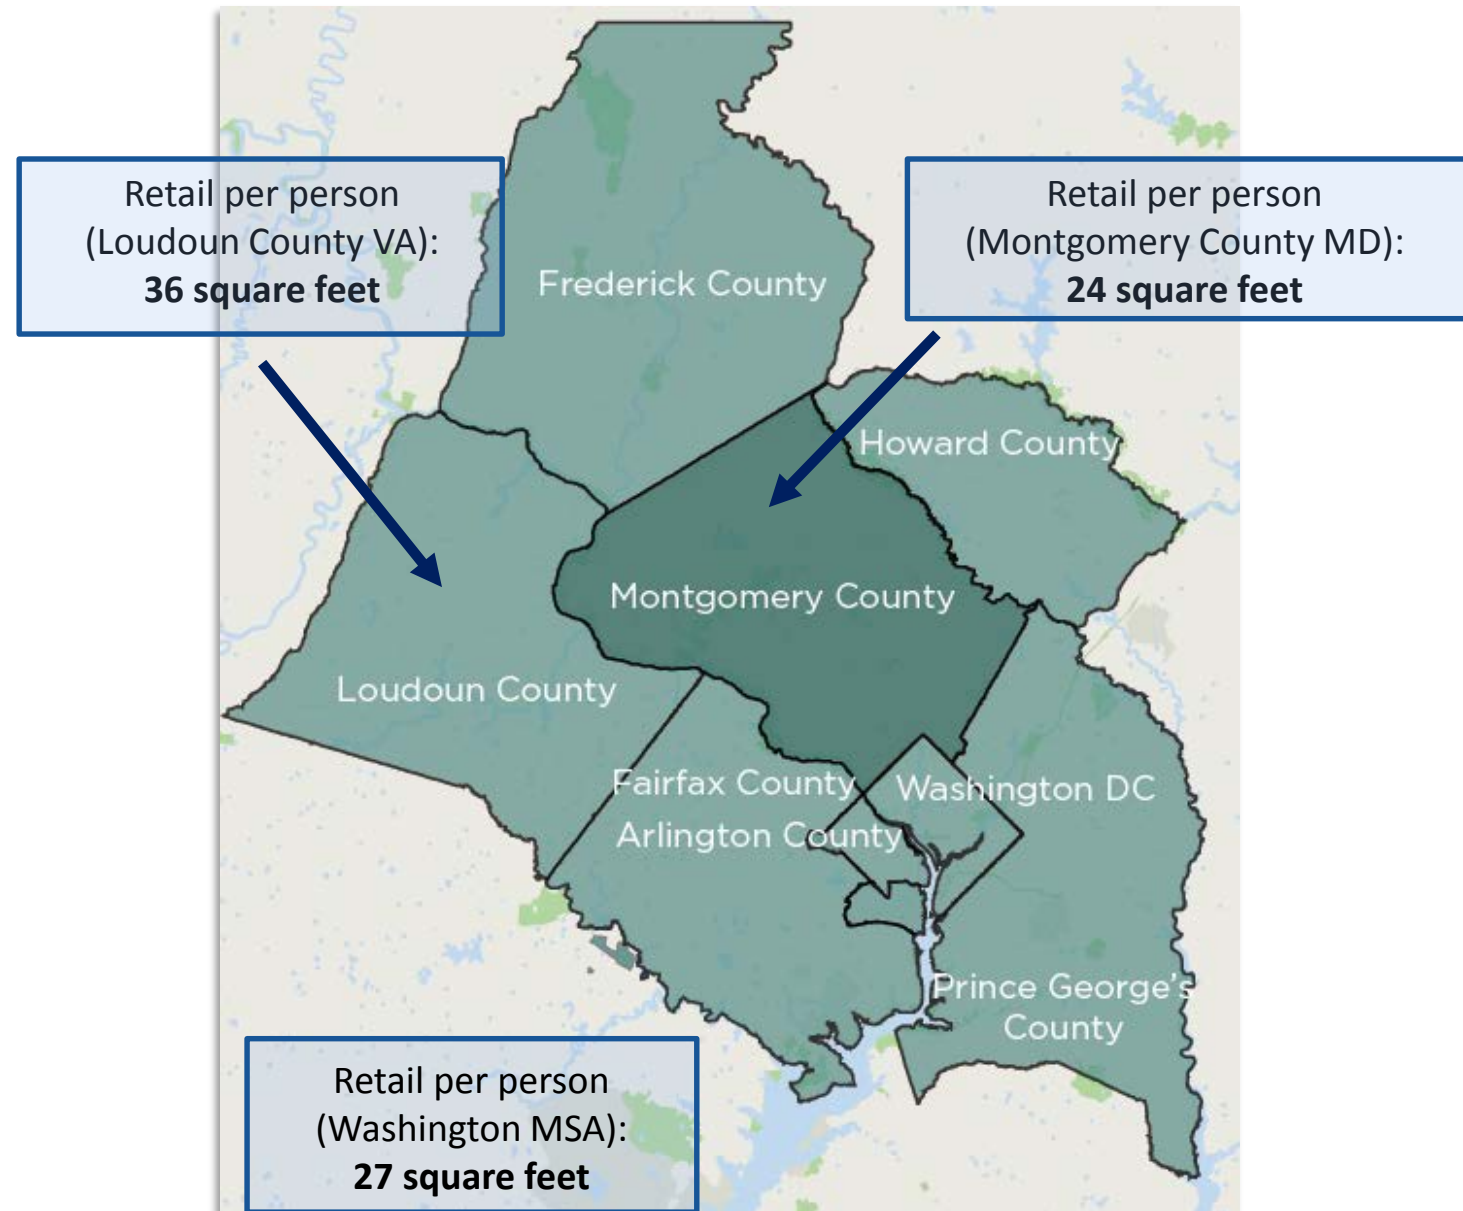 Retail per person
(Loudoun County VA):
36 square feet
Retail per person
(Montgomery County MD):
24 square feet
Frederick County
Howard County
Montgomery County
Loudoun County
Fairfax County
Washington DC
Arlington County
Prince George's
County
Retail per person
(Washington MSA):
27 square feet